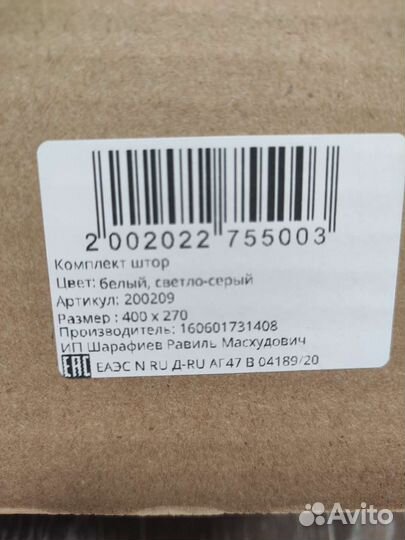 2 002022 755003
Комплект штор
Цвет: белый, светло-серый
Артикул: 200209
Размер : 400 x 270
Производитель: 160601731408
ИП Шарафиев Равиль Масхудович
EAC ЕАЭС N RU Д-RU АГ47 В 04189/20
Avito